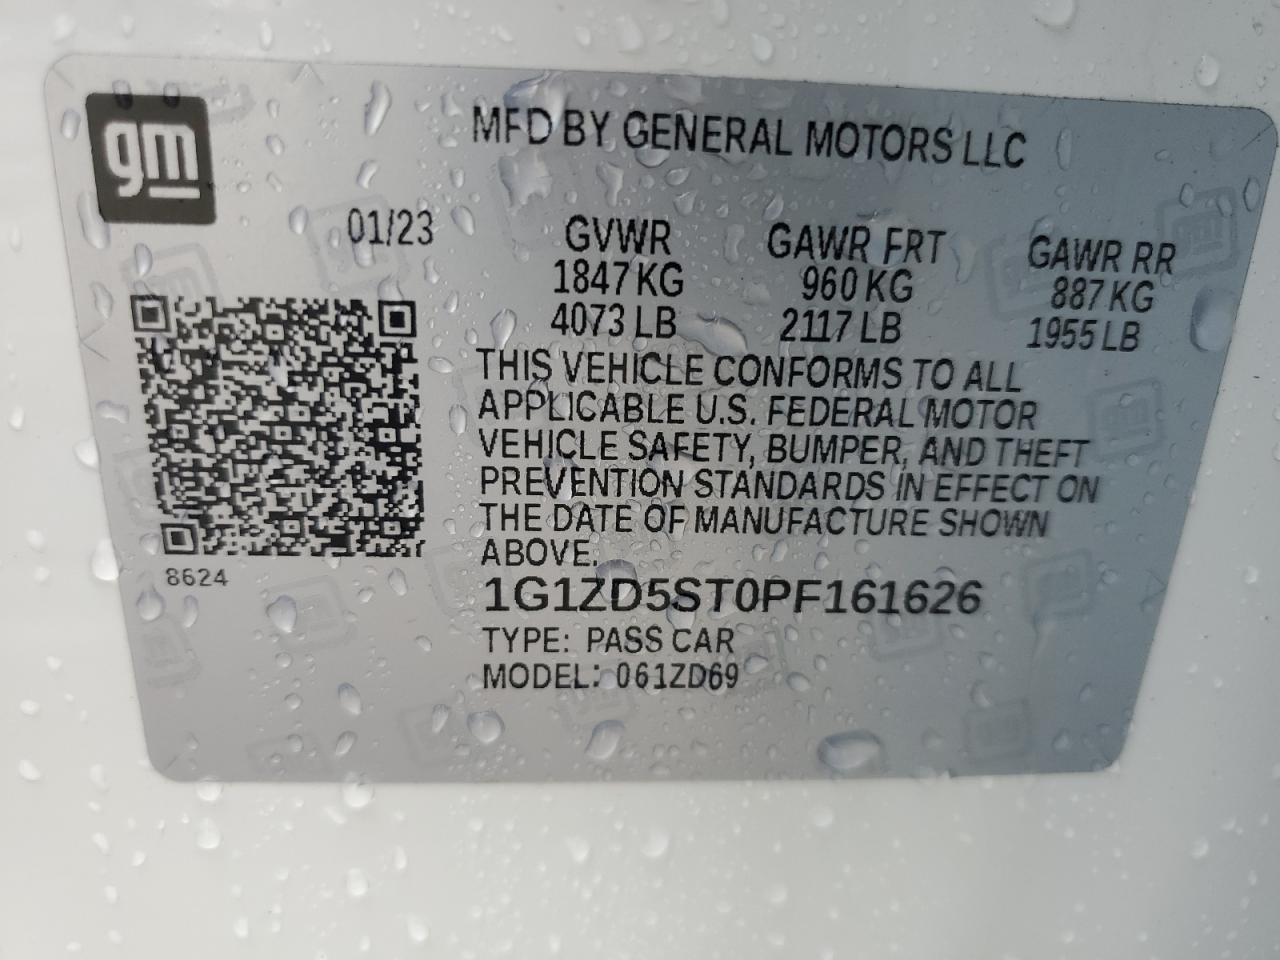 gm
MFD BY GENERAL MOTORS LLC
01/23 GVWR GAWR FRT GAWR RR
1847 KG 960 KG 887 KG
4073 LB 2117 LB 1955 LB
THIS VEHICLE CONFORMS TO ALL
APPLICABLE U.S. FEDERAL MOTOR
VEHICLE SAFETY, BUMPER, AND THEFT
PREVENTION STANDARDS IN EFFECT ON
THE DATE OF MANUFACTURE SHOWN
ABOVE.
8624
1G1ZD5ST0PF161626
TYPE: PASS CAR
MODEL: 061ZD69